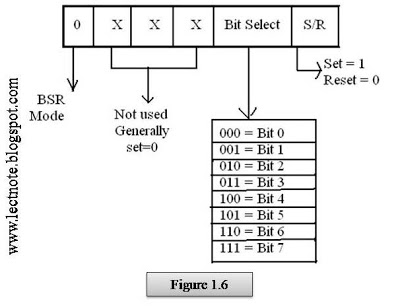 0 X X X Bit Select S/R
Set = 1
Reset = 0
BSR
Mode
Not used
Generally
set=0
000 = Bit 0
001 = Bit 1
010 = Bit 2
011 = Bit 3
100 = Bit 4
101 = Bit 5
110 = Bit 6
111 = Bit 7
www.lectnote.blogspot.com
Figure 1.6